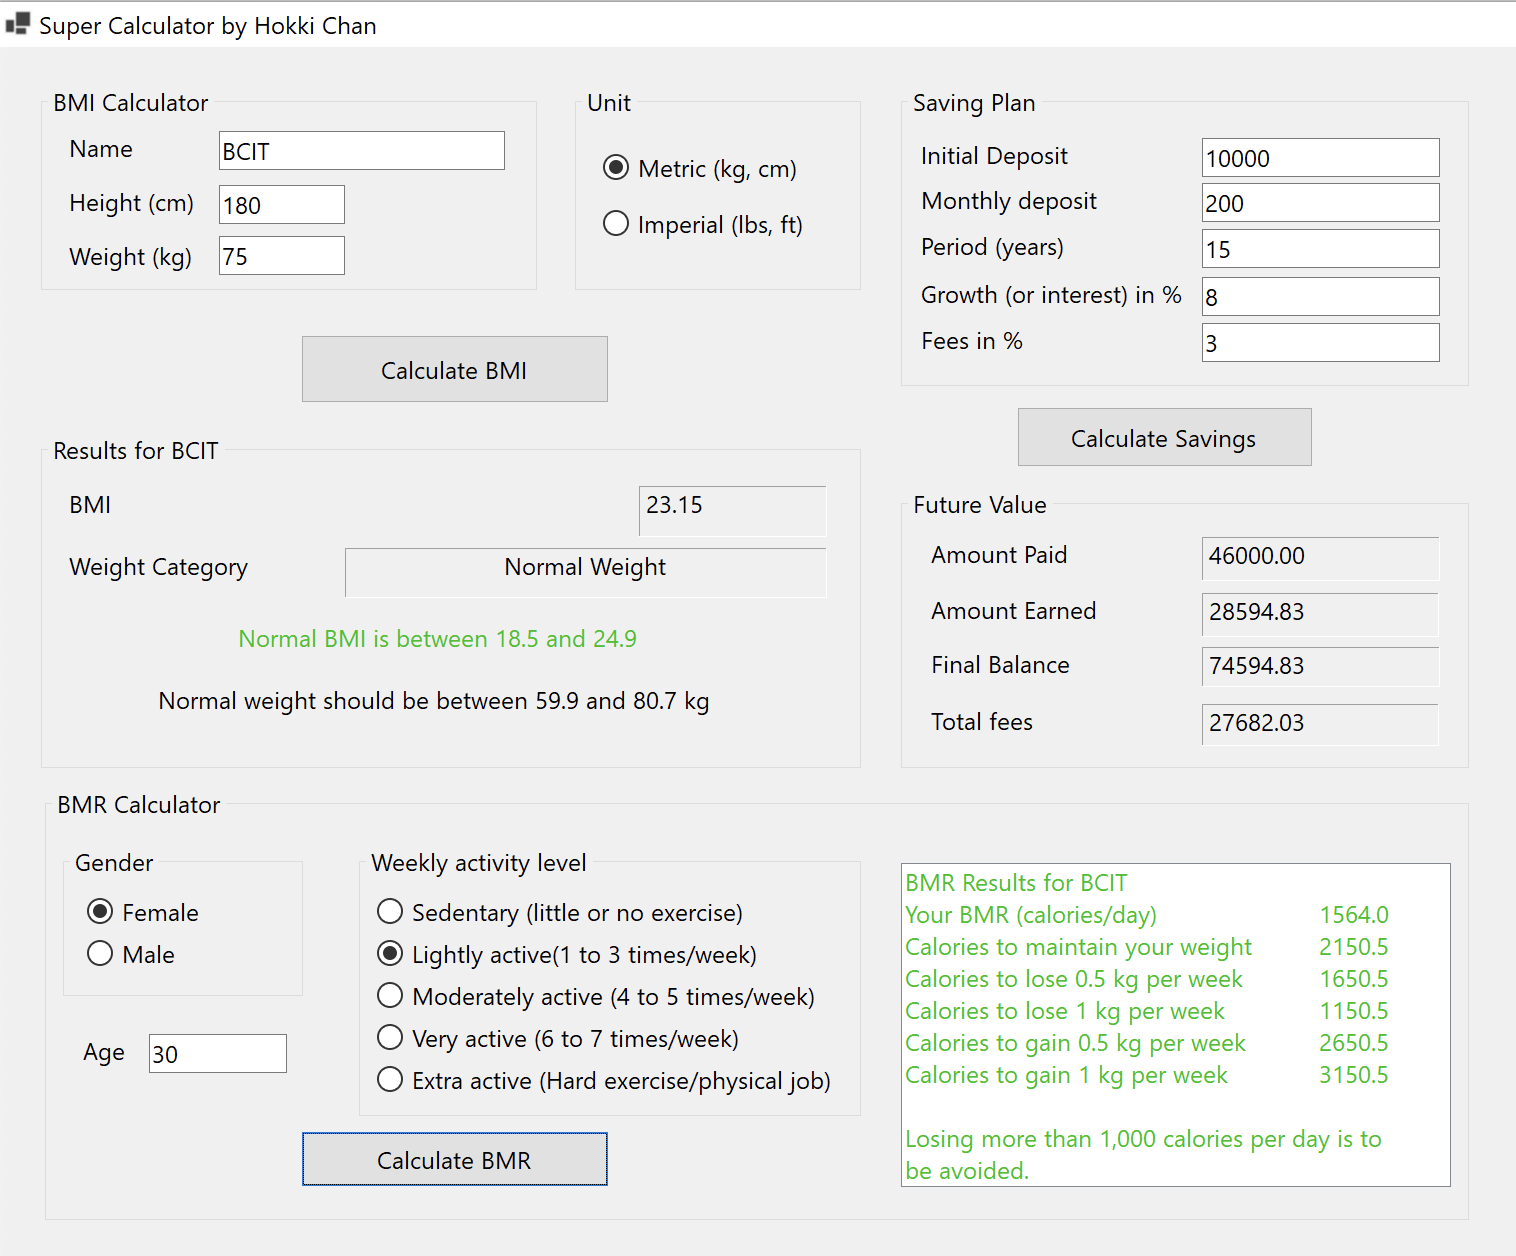 Super Calculator by Hokki Chan
BMI Calculator
Name
BCIT
Height (cm)
180
Weight (kg)
75
Unit
Metric (kg, cm)
Imperial (lbs, ft)
Calculate BMI
Saving Plan
Initial Deposit
10000
Monthly deposit
200
Period (years)
15
Growth (or interest) in %
8
Fees in %
3
Calculate Savings
Results for BCIT
BMI
23.15
Weight Category
Normal Weight
Normal BMI is between 18.5 and 24.9
Normal weight should be between 59.9 and 80.7 kg
Future Value
Amount Paid
46000.00
Amount Earned
28594.83
Final Balance
74594.83
Total fees
27682.03
BMR Calculator
Gender
Female
Male
Age
30
Weekly activity level
Sedentary (little or no exercise)
Lightly active(1 to 3 times/week)
Moderately active (4 to 5 times/week)
Very active (6 to 7 times/week)
Extra active (Hard exercise/physical job)
Calculate BMR
BMR Results for BCIT
Your BMR (calories/day) 1564.0
Calories to maintain your weight 2150.5
Calories to lose 0.5 kg per week 1650.5
Calories to lose 1 kg per week 1150.5
Calories to gain 0.5 kg per week 2650.5
Calories to gain 1 kg per week 3150.5
Losing more than 1,000 calories per day is to
be avoided.